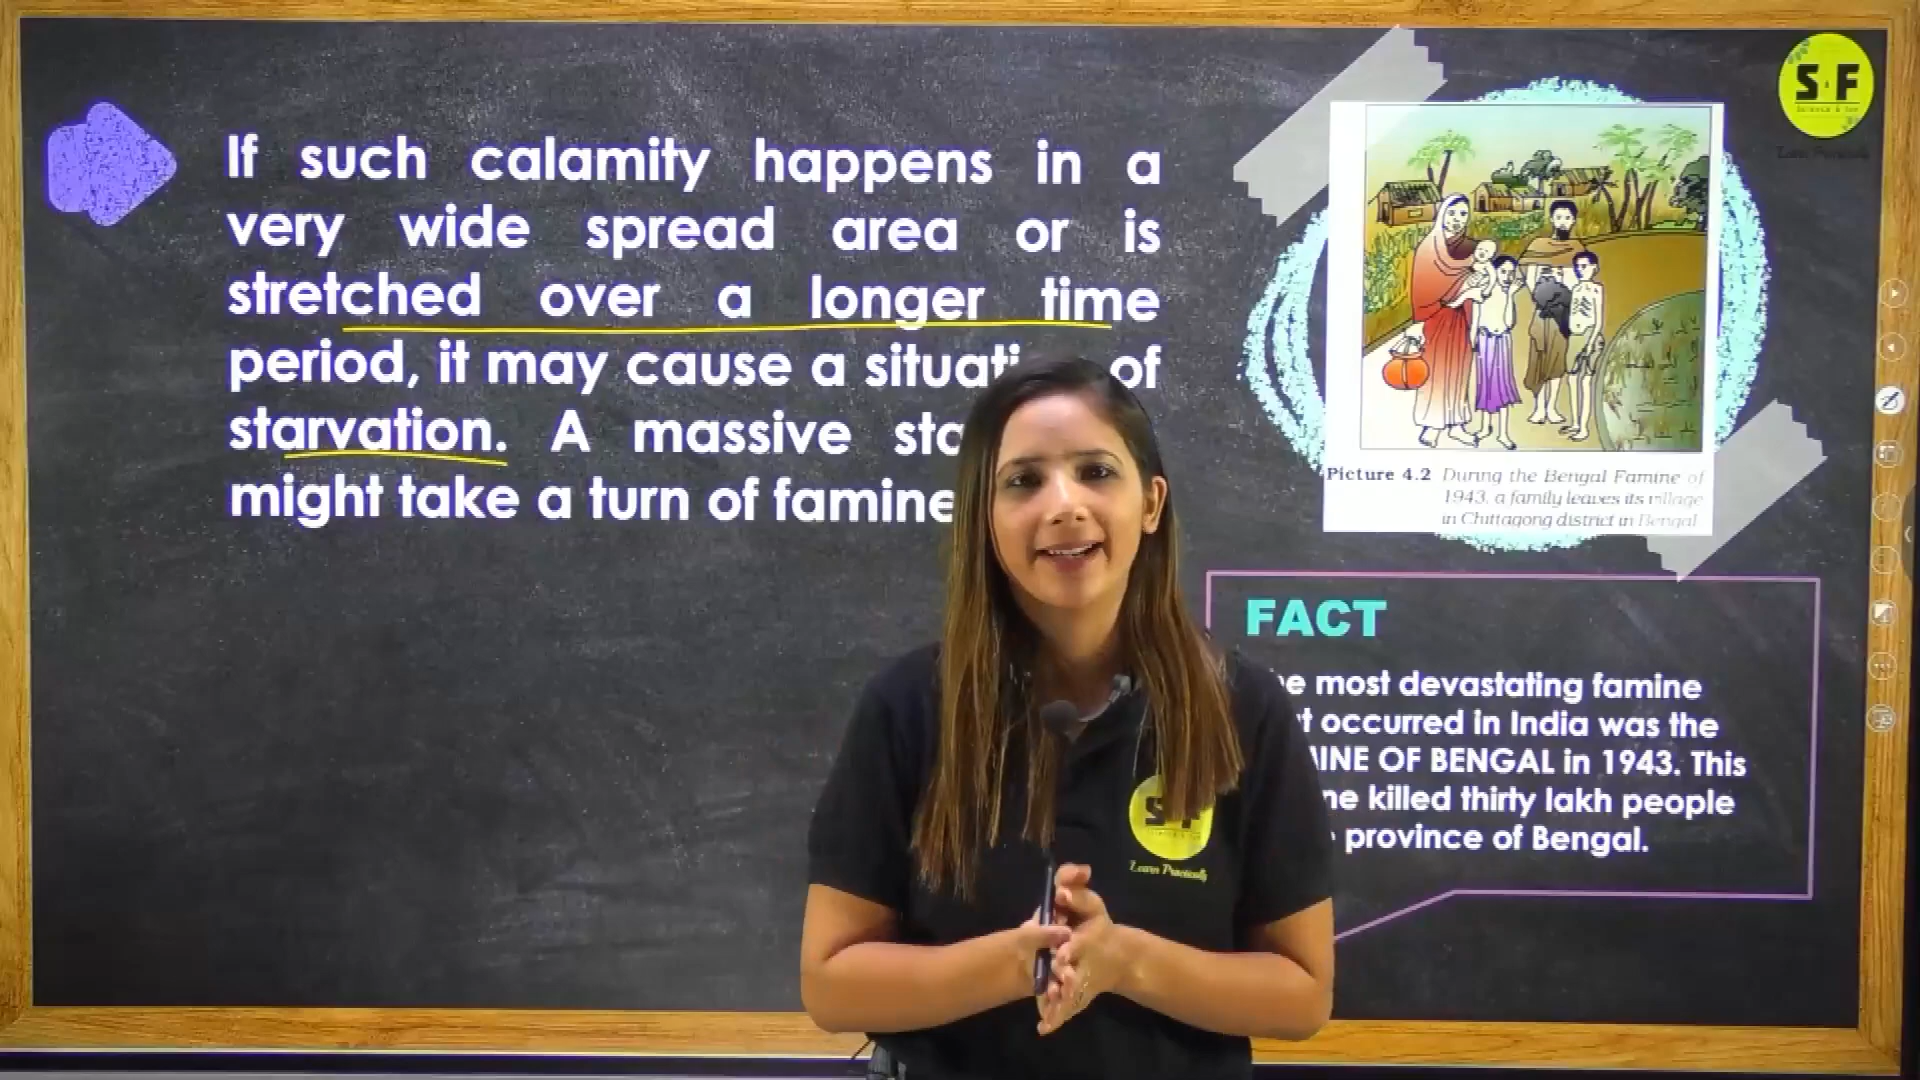 If such calamity happens in a
very wide spread area or is
stretched over a longer time
period, it may cause a situati of
starvation. A massive sta
might take a turn of famine
Picture 4.2 During the Bengal Famine of
1943, a family leaves its village
in Chittagong district in Bengal
S F
FACT
e most devastating famine
t occurred in India was the
INE OF BENGAL in 1943. This
ne killed thirty lakh people
province of Bengal.
S F
Learn Practically